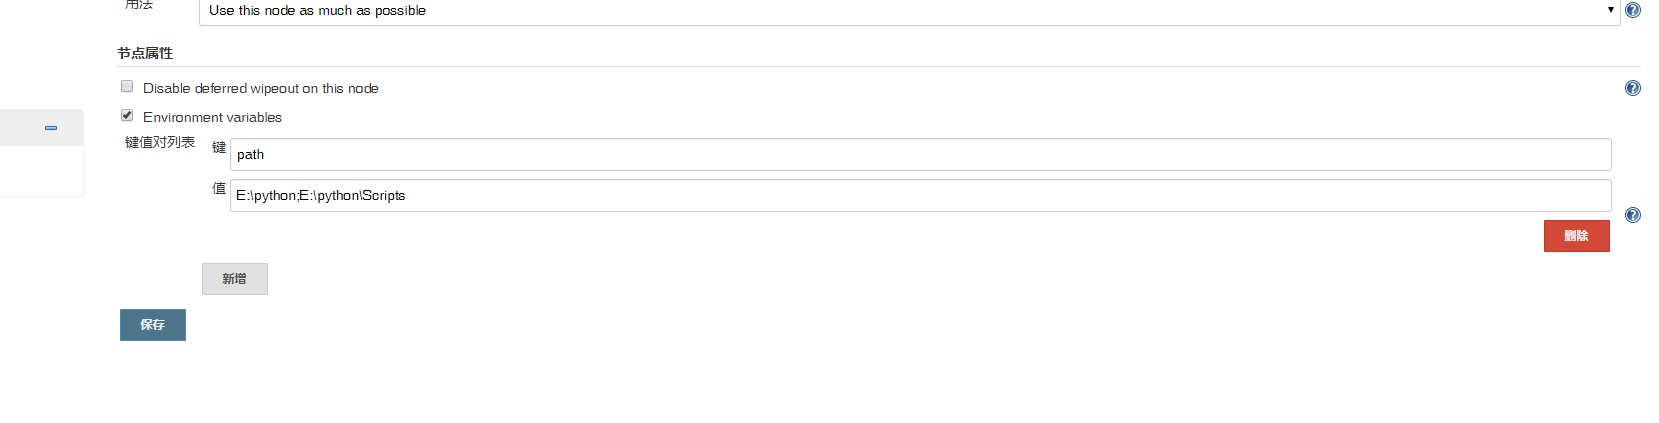 用法
Use this node as much as possible
节点属性
Disable deferred wipeout on this node
Environment variables
键值对列表
键
path
值
E:\python;E:\python\Scripts
删除
新增
保存